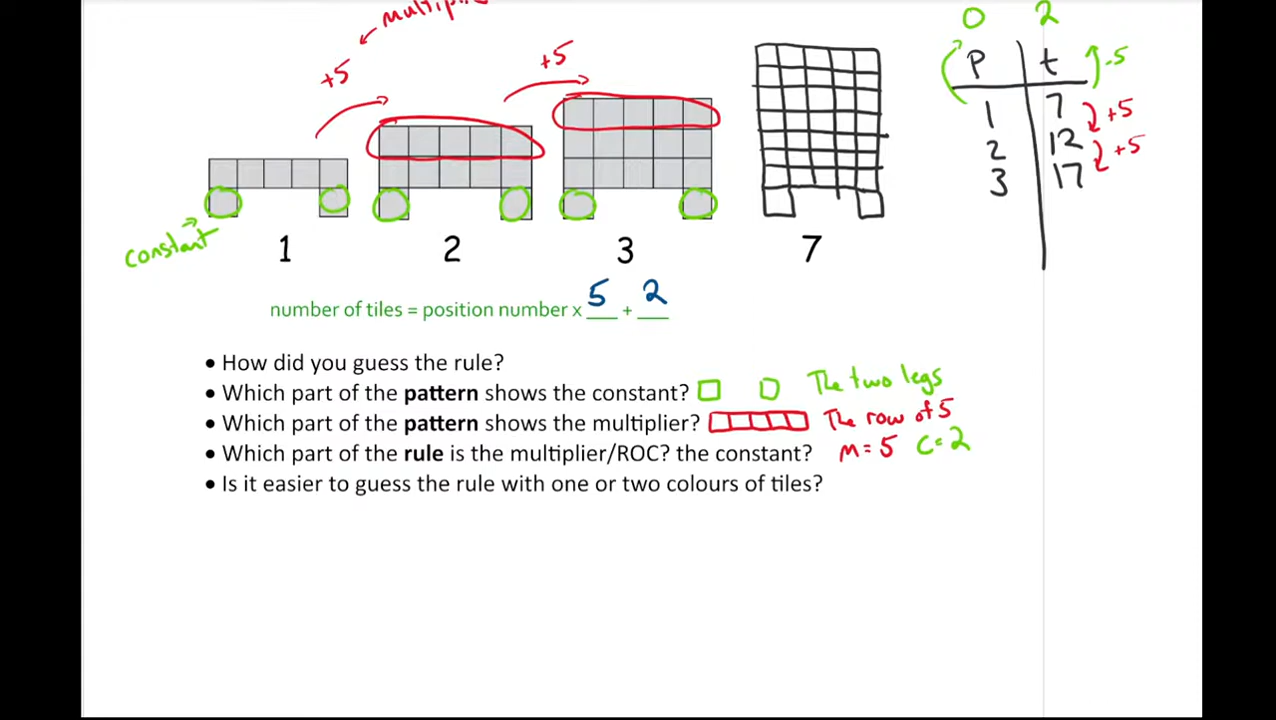 0 2
+5
+5
P t
-5
1 7
+5
2 12
+5
3 17
constant
1 2 3 7
number of tiles = position number x 5 + 2
• How did you guess the rule?
• Which part of the pattern shows the constant? The two legs
• Which part of the pattern shows the multiplier? The row of 5
• Which part of the rule is the multiplier/ROC? the constant? m = 5 C = 2
• Is it easier to guess the rule with one or two colours of tiles?